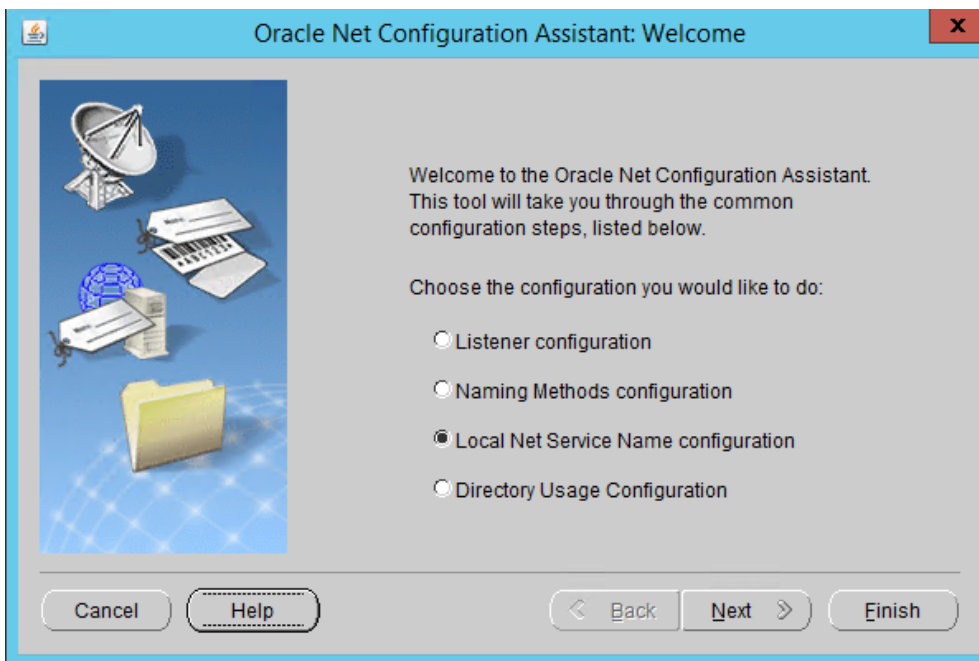 Oracle Net Configuration Assistant: Welcome
x
Welcome to the Oracle Net Configuration Assistant.
This tool will take you through the common
configuration steps, listed below.
Choose the configuration you would like to do:
Listener configuration
Naming Methods configuration
Local Net Service Name configuration
Directory Usage Configuration
Cancel
Help
Back
Next
Finish